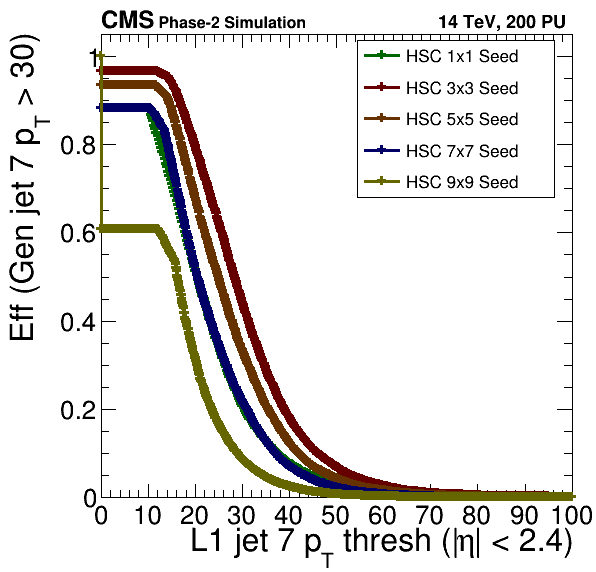 CMS Phase-2 Simulation
14 TeV, 200 PU
HSC 1x1 Seed
HSC 3x3 Seed
HSC 5x5 Seed
HSC 7x7 Seed
HSC 9x9 Seed
Eff (Gen jet 7 p_T > 30)
1
0.8
0.6
0.4
0.2
0
0 10 20 30 40 50 60 70 80 90 100
L1 jet 7 p_T thresh (|η| < 2.4)